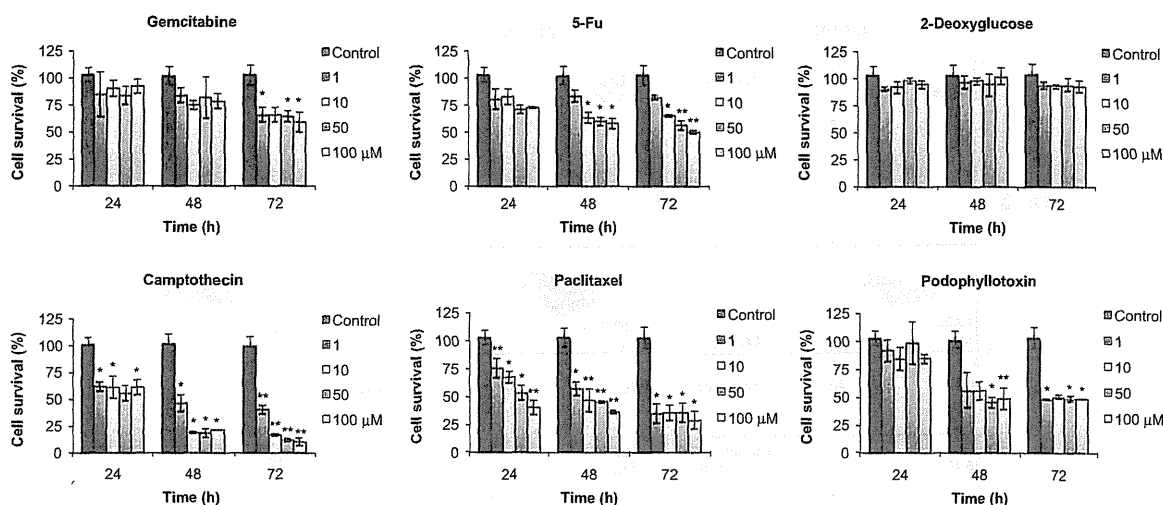 Gemcitabine
Cell survival (%)
125
100
75
50
25
0
*
* *
24 48 72
Time (h)
Control
1
10
50
100 µM
5-Fu
Cell survival (%)
125
100
75
50
25
0
* * *
* ** **
24 48 72
Time (h)
Control
1
10
50
100 µM
2-Deoxyglucose
Cell survival (%)
125
100
75
50
25
0
24 48 72
Time (h)
Control
1
10
50
100 µM
Camptothecin
Cell survival (%)
125
100
75
50
25
0
* * *
* * * *
** ** ** **
24 48 72
Time (h)
Control
1
10
50
100 µM
Paclitaxel
Cell survival (%)
125
100
75
50
25
0
** * * **
* ** ** **
* * * *
24 48 72
Time (h)
Control
1
10
50
100 µM
Podophyllotoxin
Cell survival (%)
125
100
75
50
25
0
* **
* * *
24 48 72
Time (h)
Control
1
10
50
100 µM